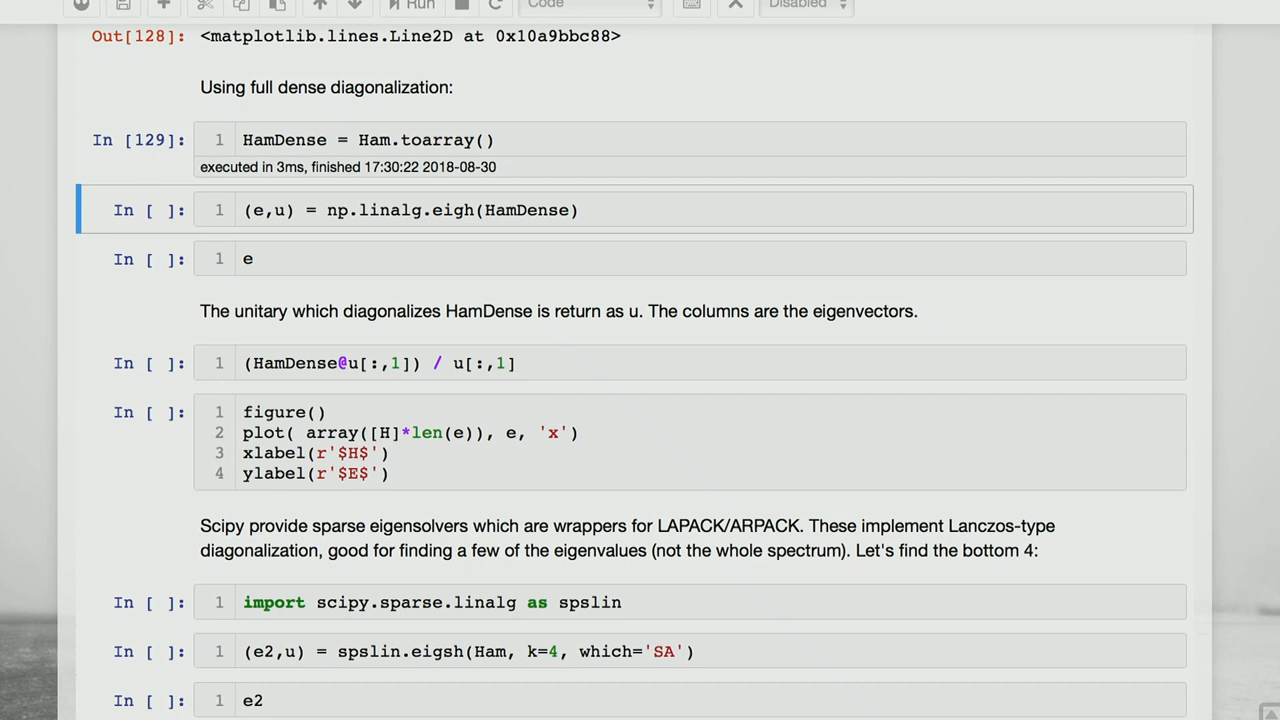 Run
Code
Disabled
Out[128]: <matplotlib.lines.Line2D at 0x10a9bbc88>
Using full dense diagonalization:
In [129]: 1 HamDense = Ham.toarray()
executed in 3ms, finished 17:30:22 2018-08-30
In [ ]: 1 (e,u) = np.linalg.eigh(HamDense)
In [ ]: 1 e
The unitary which diagonalizes HamDense is return as u. The columns are the eigenvectors.
In [ ]: 1 (HamDense@u[:,1]) / u[:,1]
In [ ]: 1 figure()
2 plot( array([H]*len(e)), e, 'x')
3 xlabel(r'$H$')
4 ylabel(r'$E$')
Scipy provide sparse eigensolvers which are wrappers for LAPACK/ARPACK. These implement Lanczos-type
diagonalization, good for finding a few of the eigenvalues (not the whole spectrum). Let's find the bottom 4:
In [ ]: 1 import scipy.sparse.linalg as spslin
In [ ]: 1 (e2,u) = spslin.eigsh(Ham, k=4, which='SA')
In [ ]: 1 e2